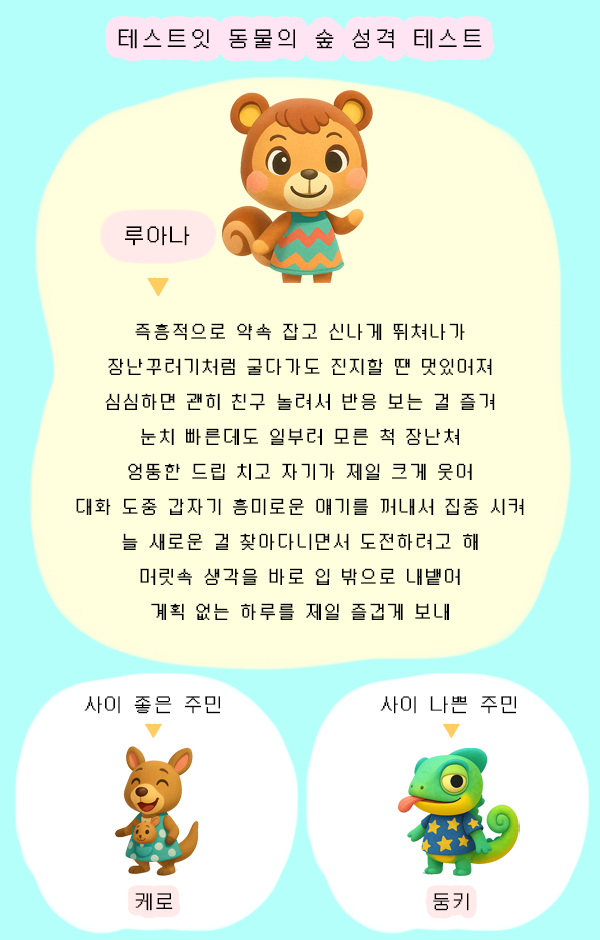 테스트잇 동물의 숲 성격 테스트
루아나
즉흥적으로 약속 잡고 신나게 뛰쳐나가
장난꾸러기처럼 굴다가도 진지할 땐 멋있어져
심심하면 괜히 친구 놀려서 반응 보는 걸 즐겨
눈치 빠른데도 일부러 모른 척 장난쳐
엉뚱한 드립 치고 자기가 제일 크게 웃어
대화 도중 갑자기 흥미로운 얘기를 꺼내서 집중 시켜
늘 새로운 걸 찾아다니면서 도전하려고 해
머릿속 생각을 바로 입 밖으로 내뱉어
계획 없는 하루를 제일 즐겁게 보내
사이 좋은 주민
사이 나쁜 주민
케로
둥키